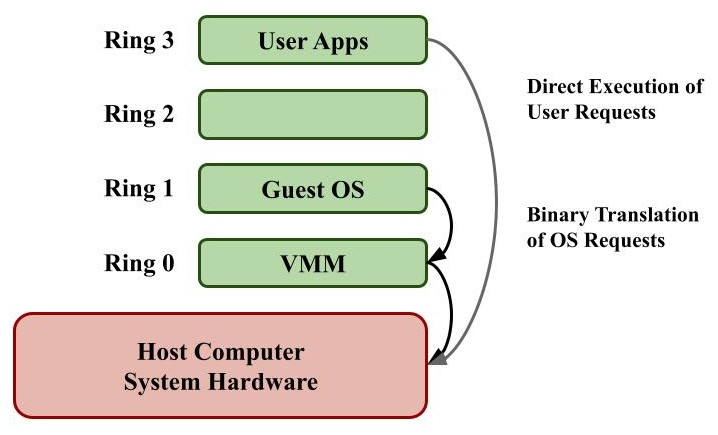 Ring 3
User Apps
Direct Execution of
User Requests
Ring 2
Ring 1
Guest OS
Binary Translation
of OS Requests
Ring 0
VMM
Host Computer
System Hardware